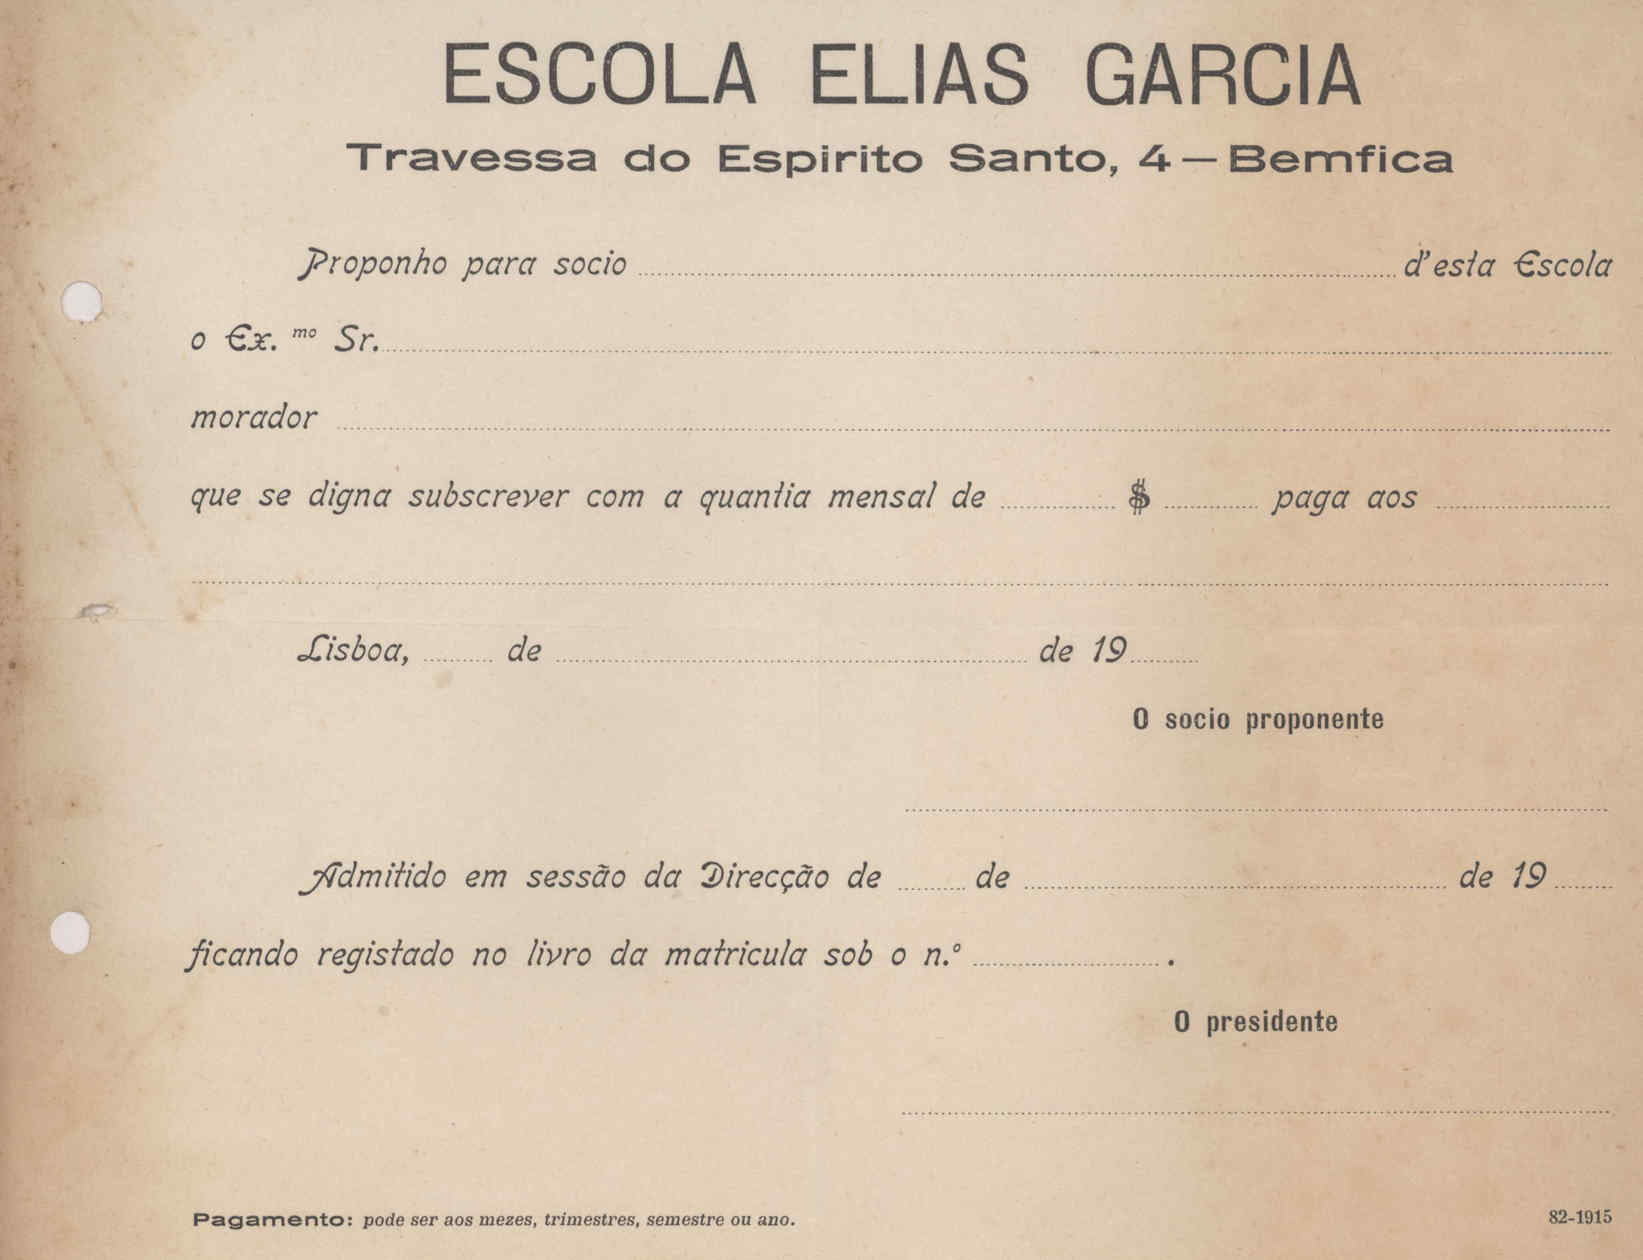 ESCOLA ELIAS GARCIA
Travessa do Espirito Santo, 4 — Bemfica
Proponho para socio ........ d'esta Escola
o Ex.mo Sr. ........
morador ........
que se digna subscrever com a quantia mensal de ........ $ ........ paga aos ........
Lisboa, ........ de ........ de 19........
O socio proponente
Admitido em sessão da Direcção de ........ de ........ de 19........
ficando registado no livro da matricula sob o n.º ........ .
O presidente
Pagamento: pode ser aos mezes, trimestres, semestre ou ano.
82-1915